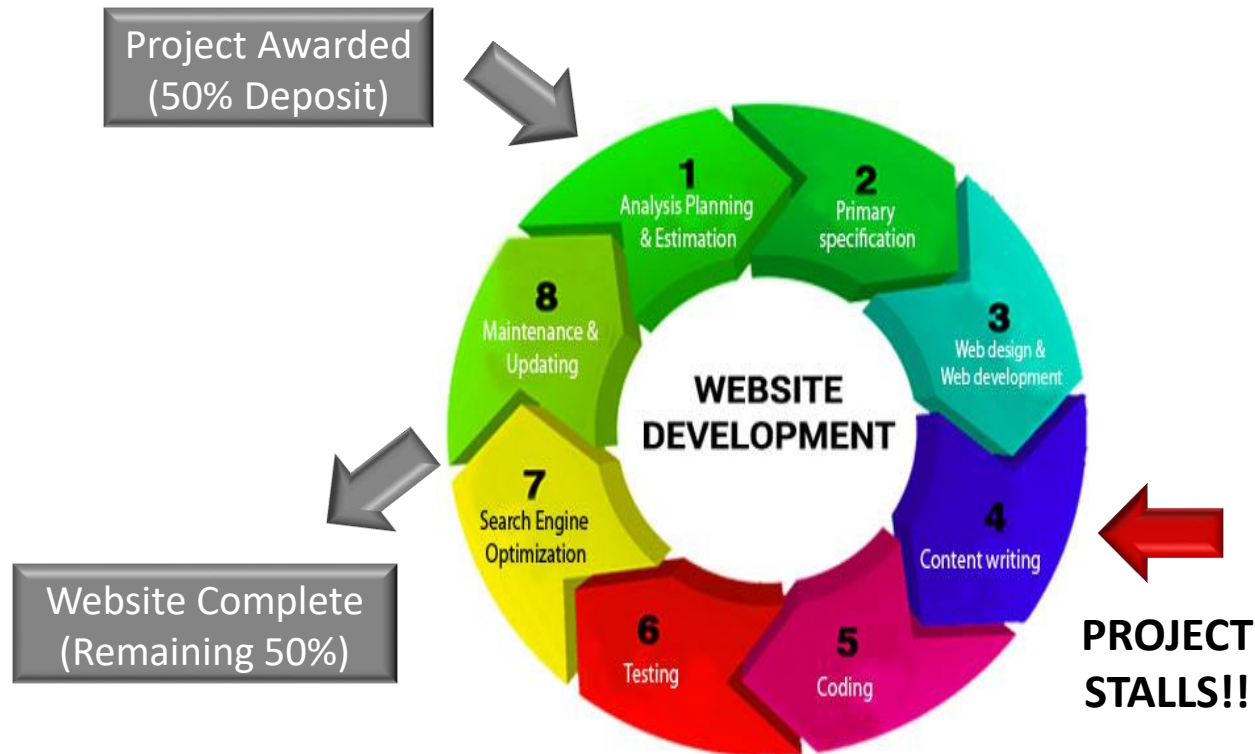 Project Awarded
(50% Deposit)
1
Analysis Planning
& Estimation
2
Primary
specification
3
Web design &
Web development
4
Content writing
5
Coding
6
Testing
7
Search Engine
Optimization
8
Maintenance &
Updating
WEBSITE
DEVELOPMENT
PROJECT
STALLS!!
Website Complete
(Remaining 50%)